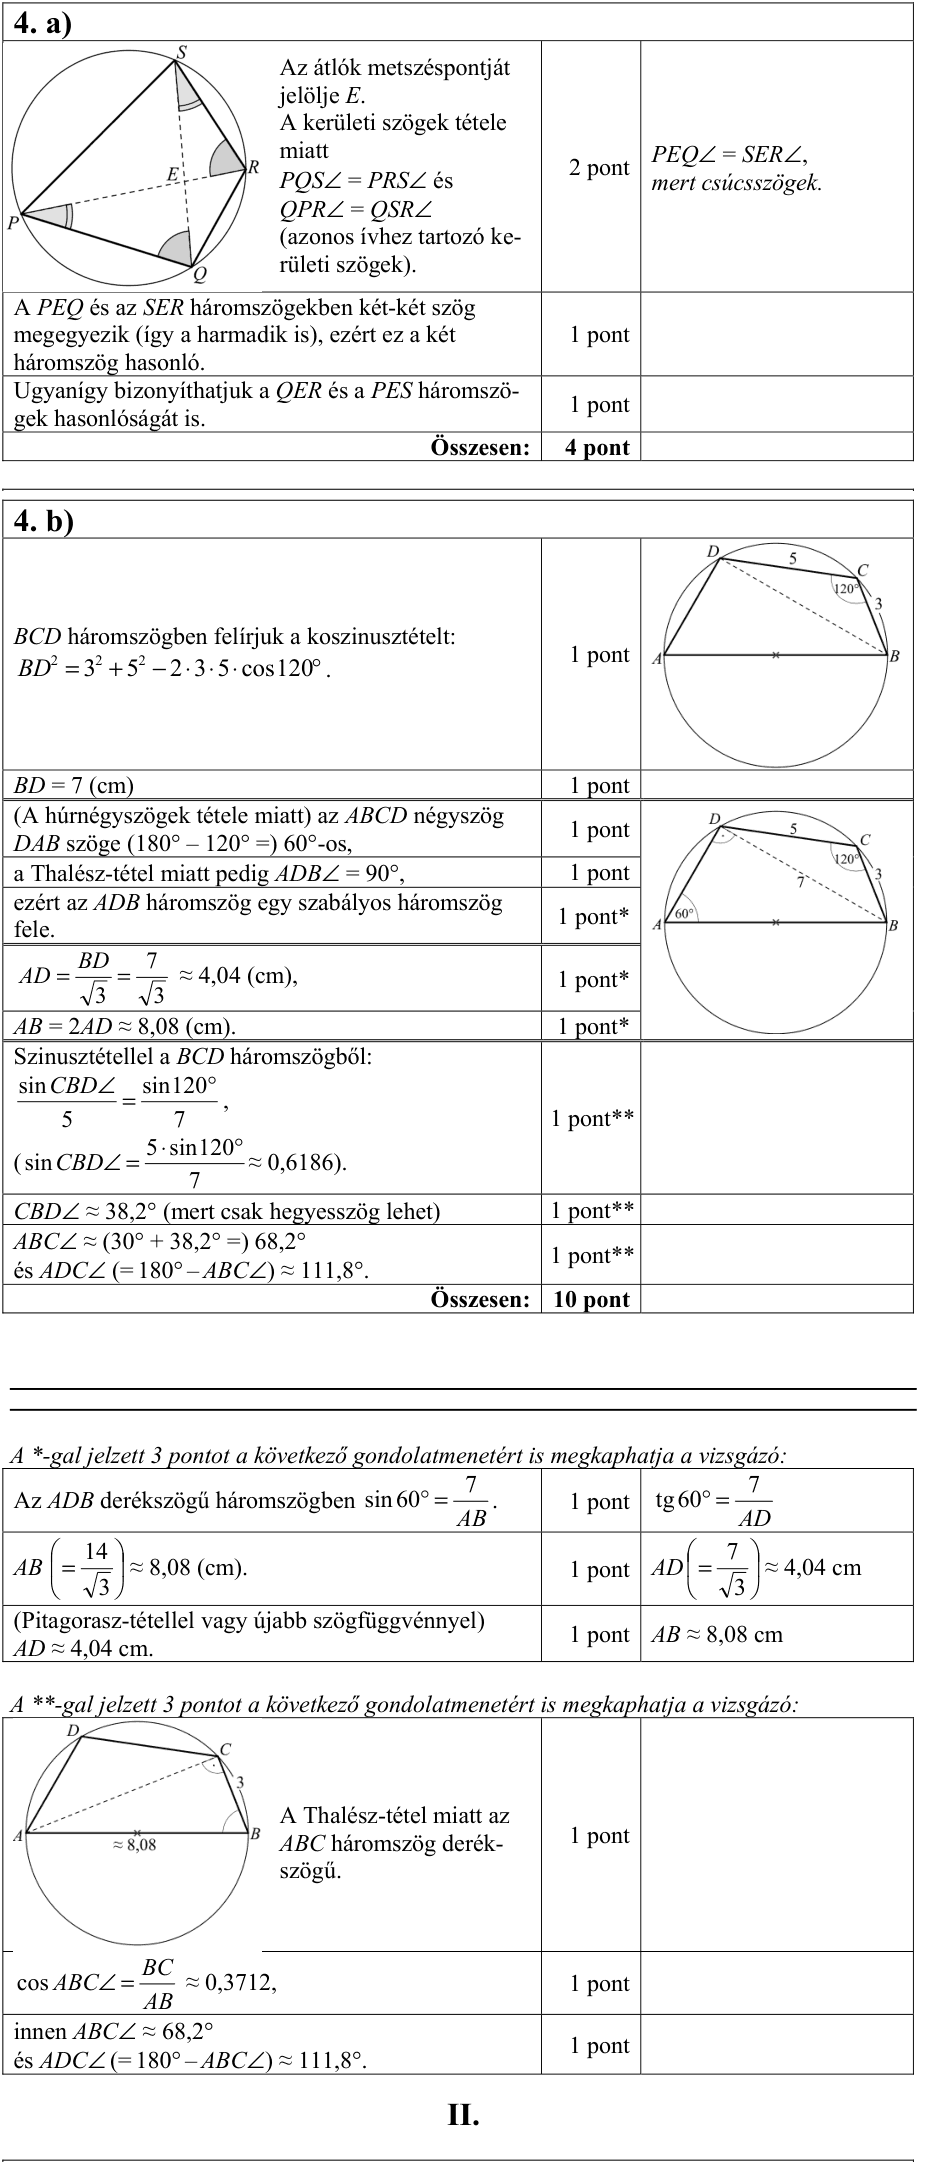 4. a)
S
R
E
P
Q
Az átlók metszéspontját
jelölje E.
A kerületi szögek tétele
miatt
PQS∠ = PRS∠ és
QPR∠ = QSR∠
(azonos ívhez tartozó ke-
rületi szögek).
2 pont
PEQ∠ = SER∠,
mert csúcsszögek.
A PEQ és az SER háromszögekben két-két szög
megegyezik (így a harmadik is), ezért ez a két
háromszög hasonló.
1 pont
Ugyanígy bizonyíthatjuk a QER és a PES háromszö-
gek hasonlóságát is.
1 pont
Összesen: 4 pont
4. b)
BCD háromszögben felírjuk a koszinusztételt:
BD² = 3² + 5² − 2·3·5·cos120° .
1 pont
D
5
C
120°
3
A
B
BD = 7 (cm)
1 pont
(A húrnégyszögek tétele miatt) az ABCD négyszög
DAB szöge (180° – 120° =) 60°-os,
1 pont
a Thalész-tétel miatt pedig ADB∠ = 90°,
1 pont
ezért az ADB háromszög egy szabályos háromszög
fele.
1 pont*
AD = BD/√3 = 7/√3 ≈ 4,04 (cm),
1 pont*
AB = 2AD ≈ 8,08 (cm).
1 pont*
D
5
C
120°
3
7
60°
A
B
Szinusztétellel a BCD háromszögből:
sin CBD∠/5 = sin120°/7 ,
(sin CBD∠ = 5·sin120°/7 ≈ 0,6186).
1 pont**
CBD∠ ≈ 38,2° (mert csak hegyesszög lehet)
1 pont**
ABC∠ ≈ (30° + 38,2° =) 68,2°
és ADC∠ (= 180° – ABC∠) ≈ 111,8°.
1 pont**
Összesen: 10 pont
A *-gal jelzett 3 pontot a következő gondolatmenetért is megkaphatja a vizsgázó:
Az ADB derékszögű háromszögben sin 60° = 7/AB .
1 pont
tg 60° = 7/AD
AB (= 14/√3) ≈ 8,08 (cm).
1 pont
AD (= 7/√3) ≈ 4,04 cm
(Pitagorasz-tétellel vagy újabb szögfüggvénnyel)
AD ≈ 4,04 cm.
1 pont
AB ≈ 8,08 cm
A **-gal jelzett 3 pontot a következő gondolatmenetért is megkaphatja a vizsgázó:
D
C
3
A
B
≈ 8,08
A Thalész-tétel miatt az
ABC háromszög derék-
szögű.
1 pont
cos ABC∠ = BC/AB ≈ 0,3712,
1 pont
innen ABC∠ ≈ 68,2°
és ADC∠ (= 180° – ABC∠) ≈ 111,8°.
1 pont
II.